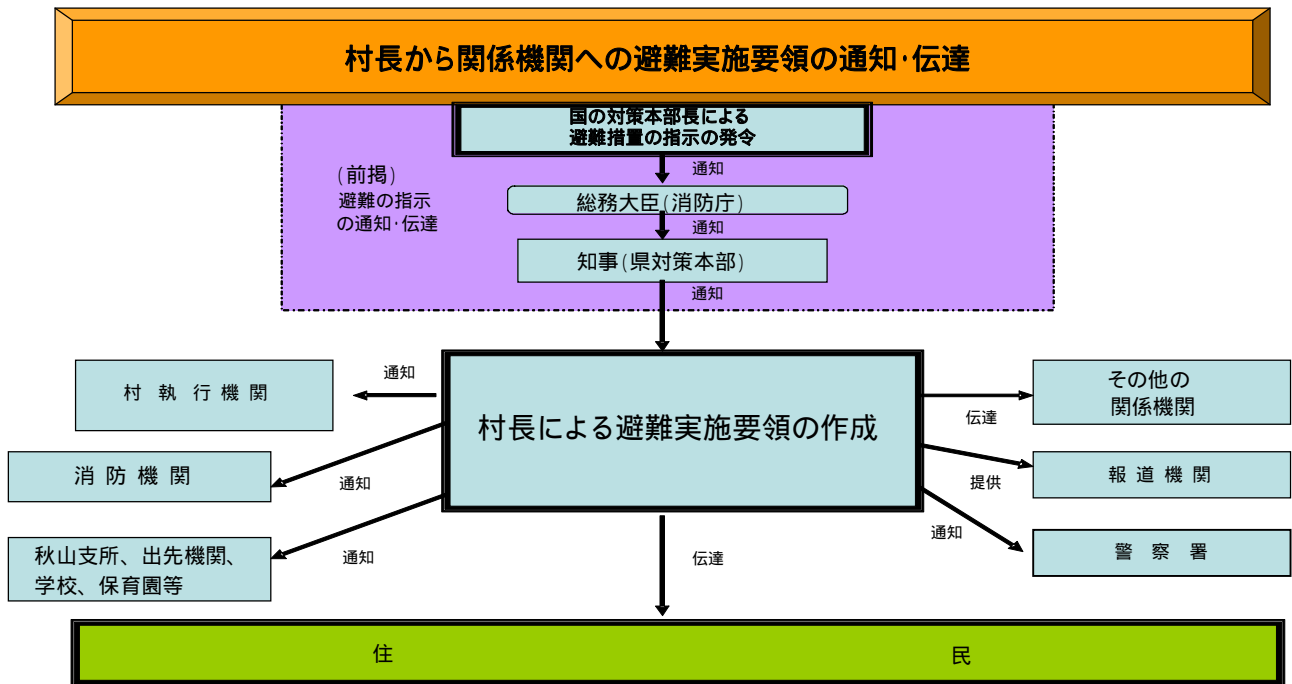 村長から関係機関への避難実施要領の通知・伝達
国の対策本部長による
避難措置の指示の発令
(前掲)
避難の指示
の通知・伝達
通知
総務大臣(消防庁)
通知
知事(県対策本部)
通知
村長による避難実施要領の作成
通知
村執行機関
通知
消防機関
通知
秋山支所、出先機関、
学校、保育園等
伝達
その他の
関係機関
提供
報道機関
通知
警察署
伝達
住民